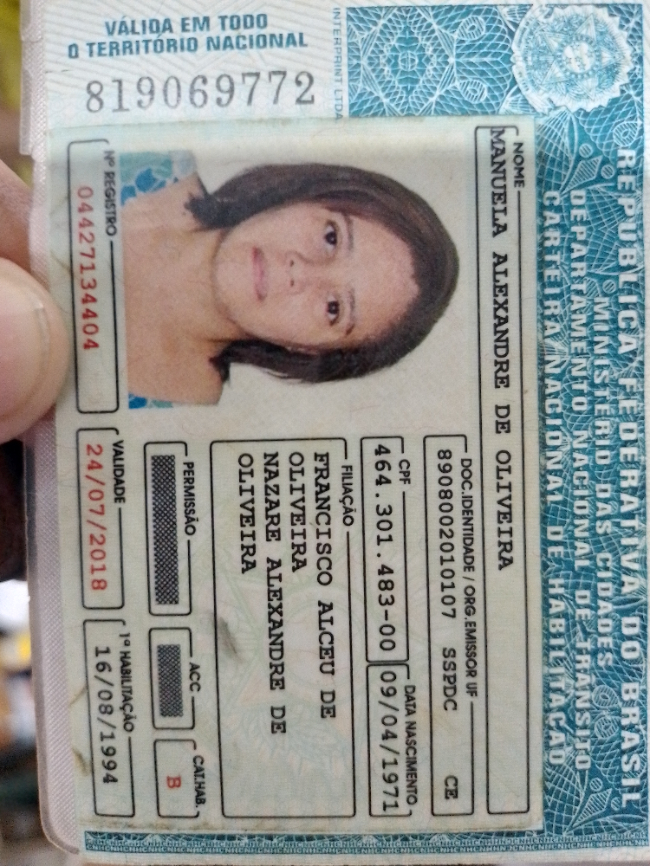 REPÚBLICA FEDERATIVA DO BRASIL
MINISTÉRIO DAS CIDADES
DEPARTAMENTO NACIONAL DE TRÂNSITO
CARTEIRA NACIONAL DE HABILITAÇÃO
NOME
MANUELA ALEXANDRE DE OLIVEIRA
DOC.IDENTIDADE / ORG.EMISSOR UF
8908002010107 SSPDC CE
CPF
464.301.483-00
DATA NASCIMENTO
09/04/1971
FILIAÇÃO
FRANCISCO ALCEU DE
OLIVEIRA
NAZARE ALEXANDRE DE
OLIVEIRA
PERMISSÃO
ACC
CAT.HAB.
B
Nº REGISTRO
04427134404
VALIDADE
24/07/2018
1ª HABILITAÇÃO
16/08/1994
VÁLIDA EM TODO
O TERRITÓRIO NACIONAL
819069772
INTERPRINT LTDA